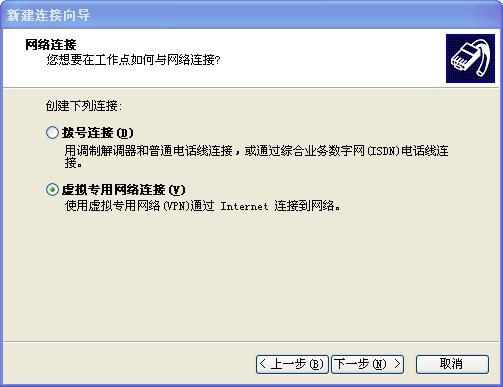 新建连接向导
网络连接
您想要在工作点如何与网络连接?
创建下列连接:
拨号连接(D)
用调制解调器和普通电话线连接，或通过综合业务数字网(ISDN)电话线连
接。
虚拟专用网络连接(V)
使用虚拟专用网络(VPN)通过 Internet 连接到网络。
< 上一步(B) 下一步(N) > 取消